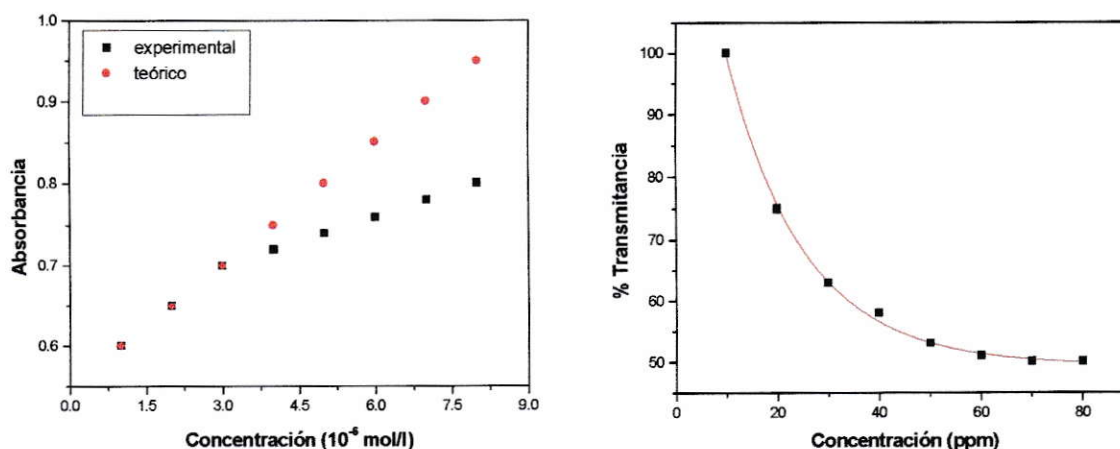 1.0
0.9
0.8
0.7
0.6
experimental
teórico
Absorbancia
0.0 1.5 3.0 4.5 6.0 7.5 9.0
Concentración (10⁻⁶ mol/l)
100
90
80
70
60
50
% Transmitancia
0 20 40 60 80
Concentración (ppm)